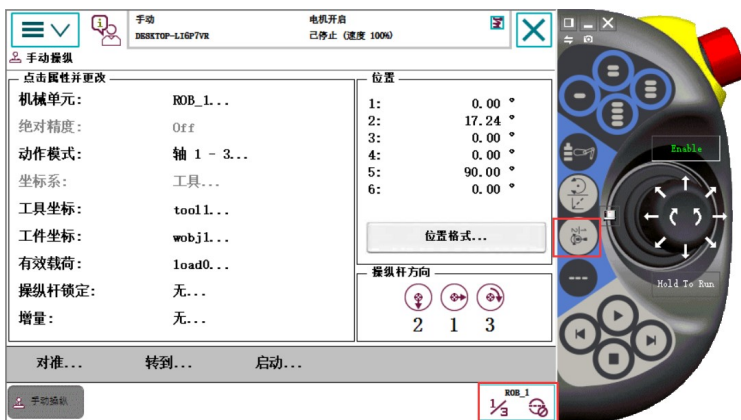 手动
DESKTOP-LI6P7VR
电机开启
已停止 (速度 100%)
手动操纵
点击属性并更改
机械单元: ROB_1...
绝对精度: Off
动作模式: 轴 1 - 3...
坐标系: 工具...
工具坐标: tool1...
工件坐标: wobj1...
有效载荷: load0...
操纵杆锁定: 无...
增量: 无...
位置
1: 0.00 °
2: 17.24 °
3: 0.00 °
4: 0.00 °
5: 90.00 °
6: 0.00 °
位置格式...
操纵杆方向
2 1 3
对准... 转到... 启动...
手动操纵
ROB_1
1/3
Enable
Hold To Run